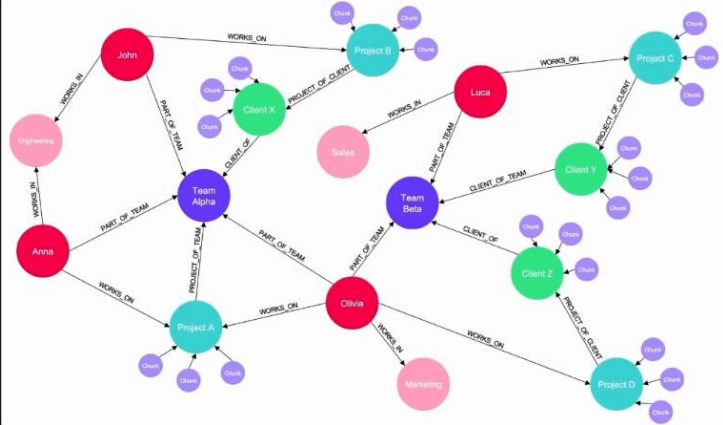 Chunk
Chunk
Chunk
John
WORKS_ON
Project B
Chunk
Project C
Chunk
Chunk
WORKS_ON
Chunk
PROJECT_OF_CLIENT
Chunk
Chunk
Client X
Luca
WORKS_IN
WORKS_IN
PART_OF_TEAM
PROJECT_OF_CLIENT
Chunk
Engineering
CLIENT_OF
Sales
PART_OF_TEAM
Chunk
Client Y
Chunk
CLIENT_OF_TEAM
Team
Alpha
Team
Beta
Chunk
WORKS_IN
PART_OF_TEAM
Chunk
Chunk
CLIENT_OF
Anna
PART_OF_TEAM
PART_OF_TEAM
PROJECT_OF_TEAM
Client Z
Chunk
WORKS_ON
WORKS_ON
Olivia
Project A
PROJECT_OF_CLIENT
WORKS_ON
WORKS_IN
Chunk
Chunk
Chunk
Chunk
Marketing
Project D
Chunk
Chunk